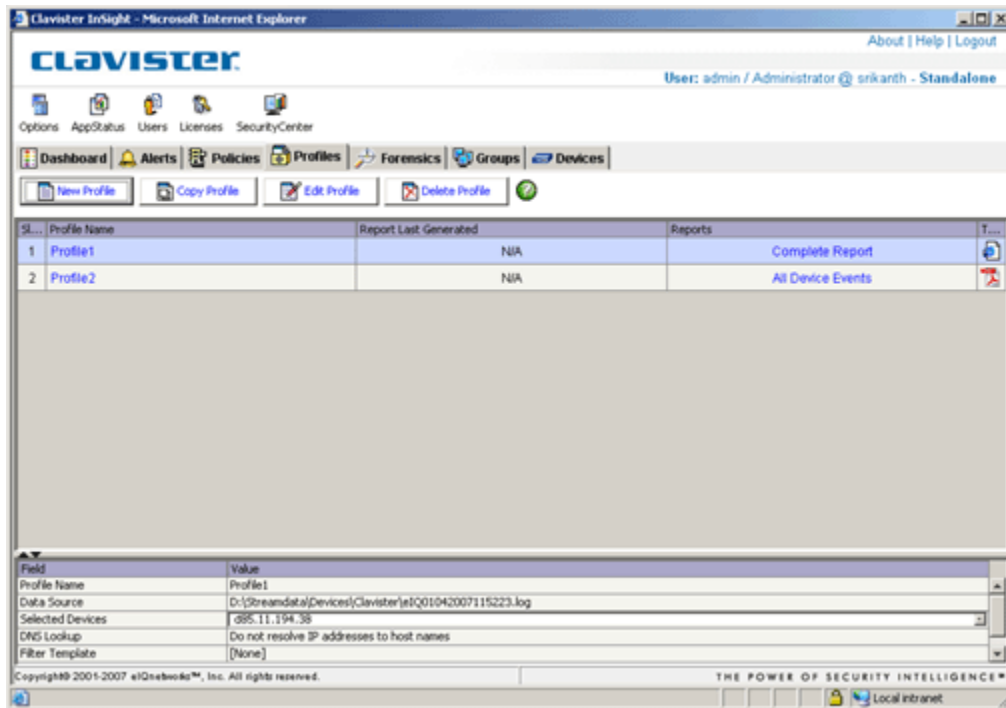 Clavister InSight - Microsoft Internet Explorer
About | Help | Logout
CLavister
User: admin / Administrator @ srikanth - Standalone
Options AppStatus Users Licenses SecurityCenter
Dashboard Alerts Policies Profiles Forensics Groups Devices
New Profile Copy Profile Edit Profile Delete Profile
Sl... Profile Name Report Last Generated Reports T...
1 Profile1 N/A Complete Report
2 Profile2 N/A All Device Events
Field Value
Profile Name Profile1
Data Source D:\Streamdata\Devices\Clavister\eIQ01042007115223.log
Selected Devices d85.11.194.38
DNS Lookup Do not resolve IP addresses to host names
Filter Template [None]
Copyright© 2001-2007 eIQnetworks™, Inc. All rights reserved. THE POWER OF SECURITY INTELLIGENCE®
Local intranet